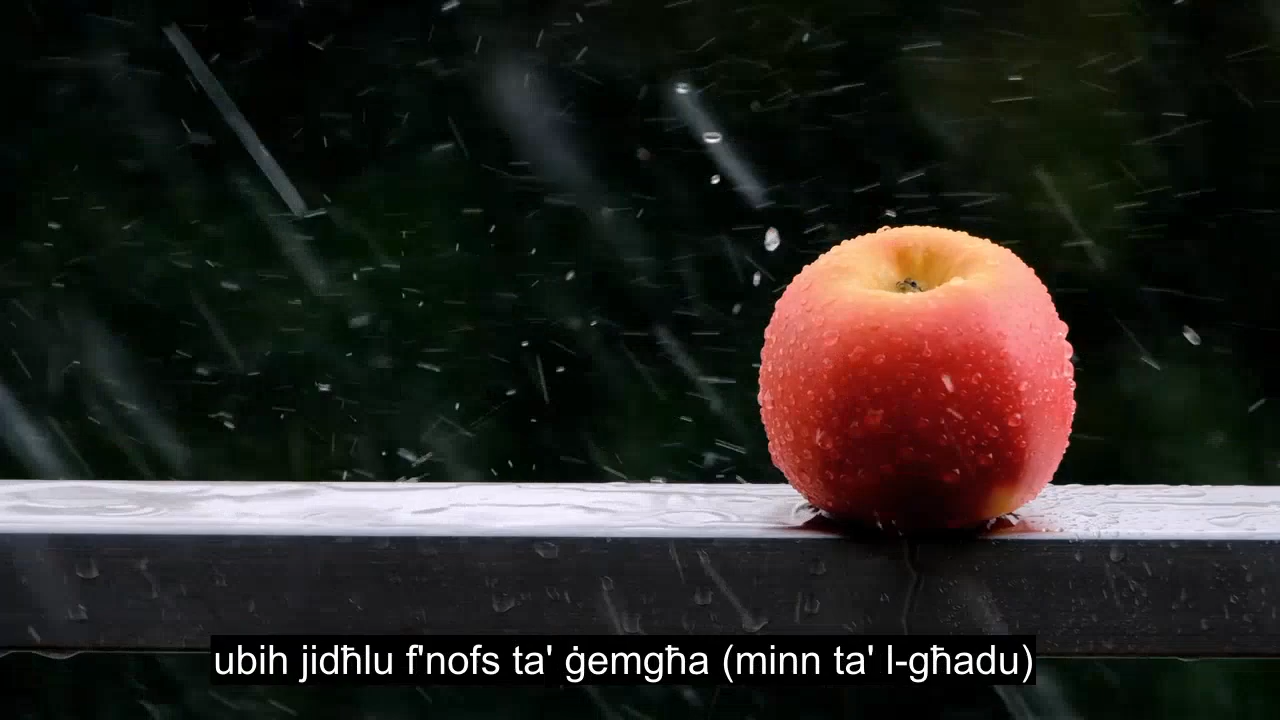 ubih jidħlu f'nofs ta' ġemgħa (minn ta' l-għadu)